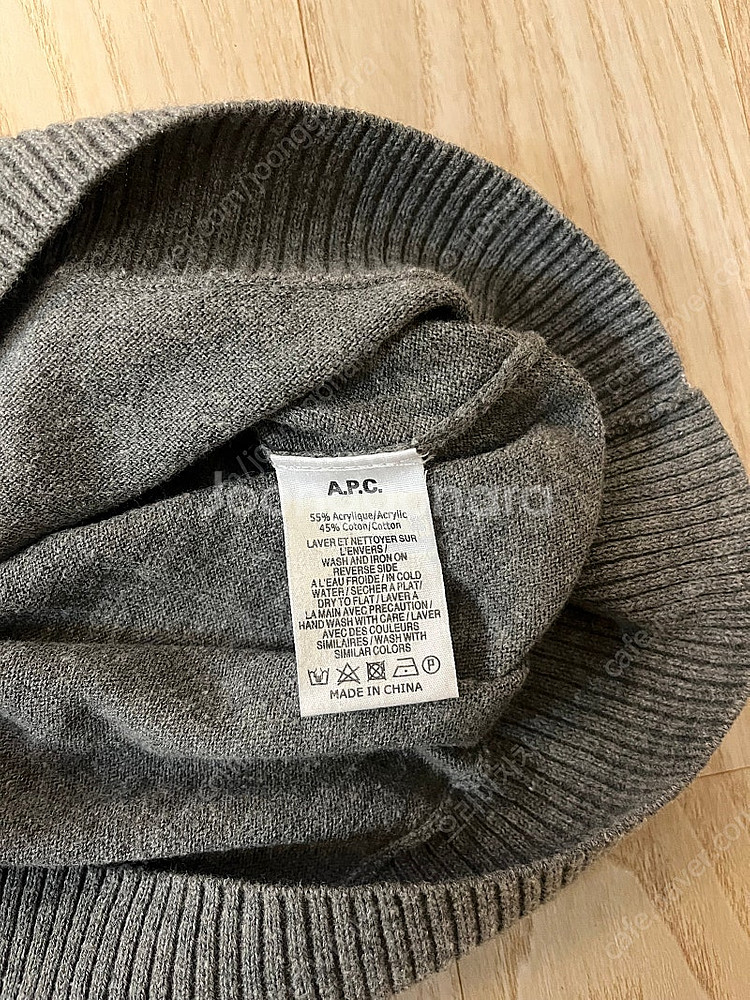 A.P.C.
55% Acrylique/Acrylic
45% Coton/Cotton
LAVER ET NETTOYER SUR
L'ENVERS /
WASH AND IRON ON
REVERSE SIDE
A L'EAU FROIDE / IN COLD
WATER / SECHER A PLAT/
DRY TO FLAT / LAVER A
LA MAIN AVEC PRECAUTION /
HAND WASH WITH CARE / LAVER
AVEC DES COULEURS
SIMILAIRES / WASH WITH
SIMILAR COLORS
P
MADE IN CHINA
Joonggonaro